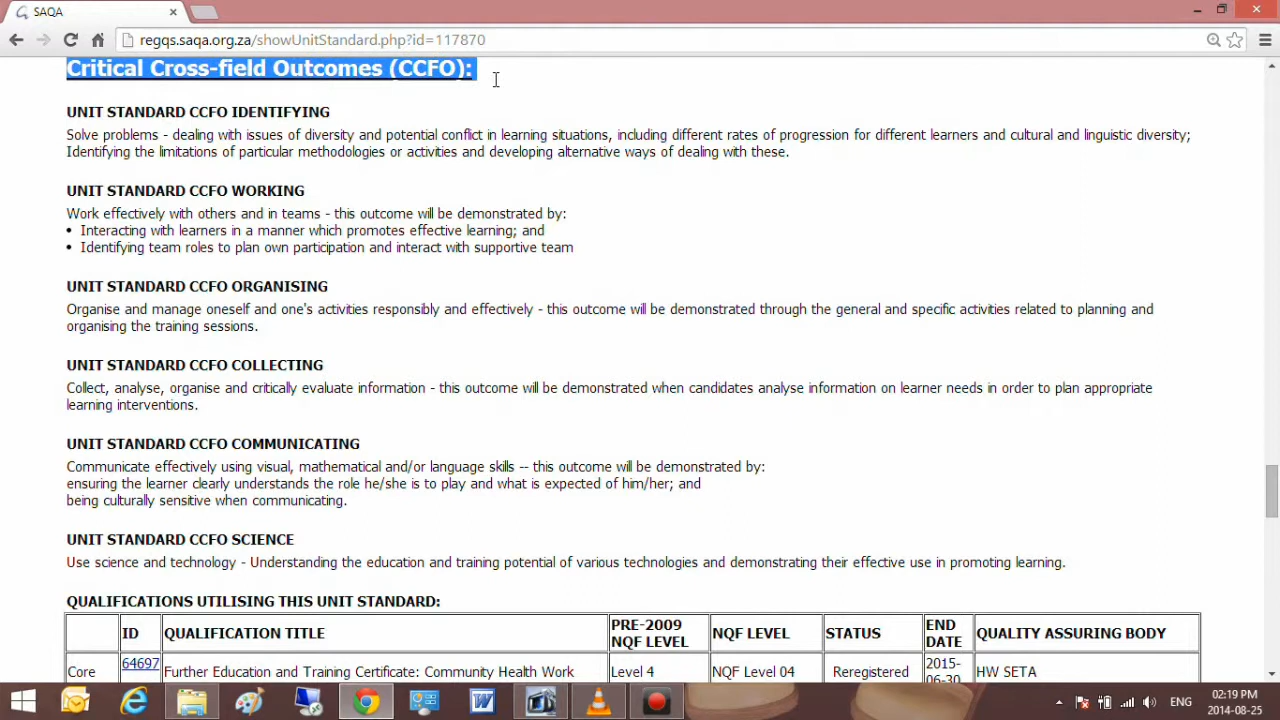 SAQA
regqs.saqa.org.za/showUnitStandard.php?id=117870
Critical Cross-field Outcomes (CCFO):
UNIT STANDARD CCFO IDENTIFYING
Solve problems - dealing with issues of diversity and potential conflict in learning situations, including different rates of progression for different learners and cultural and linguistic diversity;
Identifying the limitations of particular methodologies or activities and developing alternative ways of dealing with these.
UNIT STANDARD CCFO WORKING
Work effectively with others and in teams - this outcome will be demonstrated by:
• Interacting with learners in a manner which promotes effective learning; and
• Identifying team roles to plan own participation and interact with supportive team
UNIT STANDARD CCFO ORGANISING
Organise and manage oneself and one's activities responsibly and effectively - this outcome will be demonstrated through the general and specific activities related to planning and
organising the training sessions.
UNIT STANDARD CCFO COLLECTING
Collect, analyse, organise and critically evaluate information - this outcome will be demonstrated when candidates analyse information on learner needs in order to plan appropriate
learning interventions.
UNIT STANDARD CCFO COMMUNICATING
Communicate effectively using visual, mathematical and/or language skills -- this outcome will be demonstrated by:
ensuring the learner clearly understands the role he/she is to play and what is expected of him/her; and
being culturally sensitive when communicating.
UNIT STANDARD CCFO SCIENCE
Use science and technology - Understanding the education and training potential of various technologies and demonstrating their effective use in promoting learning.
QUALIFICATIONS UTILISING THIS UNIT STANDARD:
ID QUALIFICATION TITLE PRE-2009 NQF LEVEL NQF LEVEL STATUS END DATE QUALITY ASSURING BODY
Core 64697 Further Education and Training Certificate: Community Health Work Level 4 NQF Level 04 Reregistered 2015-06-30 HW SETA
ENG
02:19 PM
2014-08-25